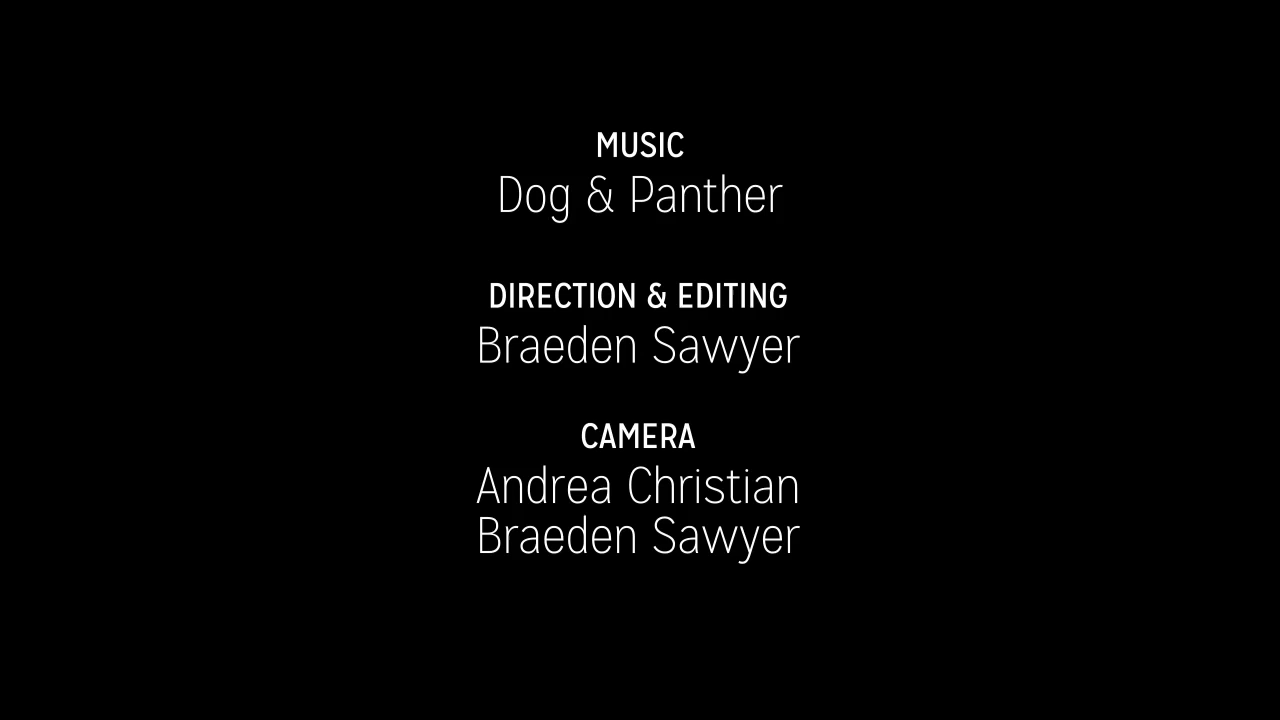 MUSIC
Dog & Panther
DIRECTION & EDITING
Braeden Sawyer
CAMERA
Andrea Christian
Braeden Sawyer